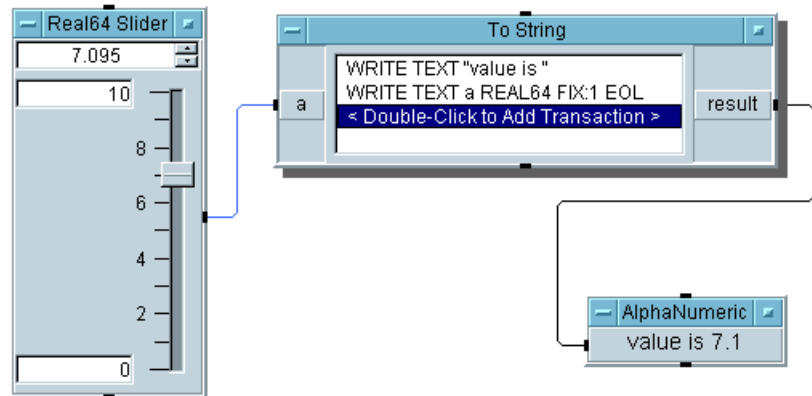 Real64 Slider
7.095
10
8
6
4
2
0
To String
a
WRITE TEXT "value is "
WRITE TEXT a REAL64 FIX:1 EOL
< Double-Click to Add Transaction >
result
AlphaNumeric
value is 7.1